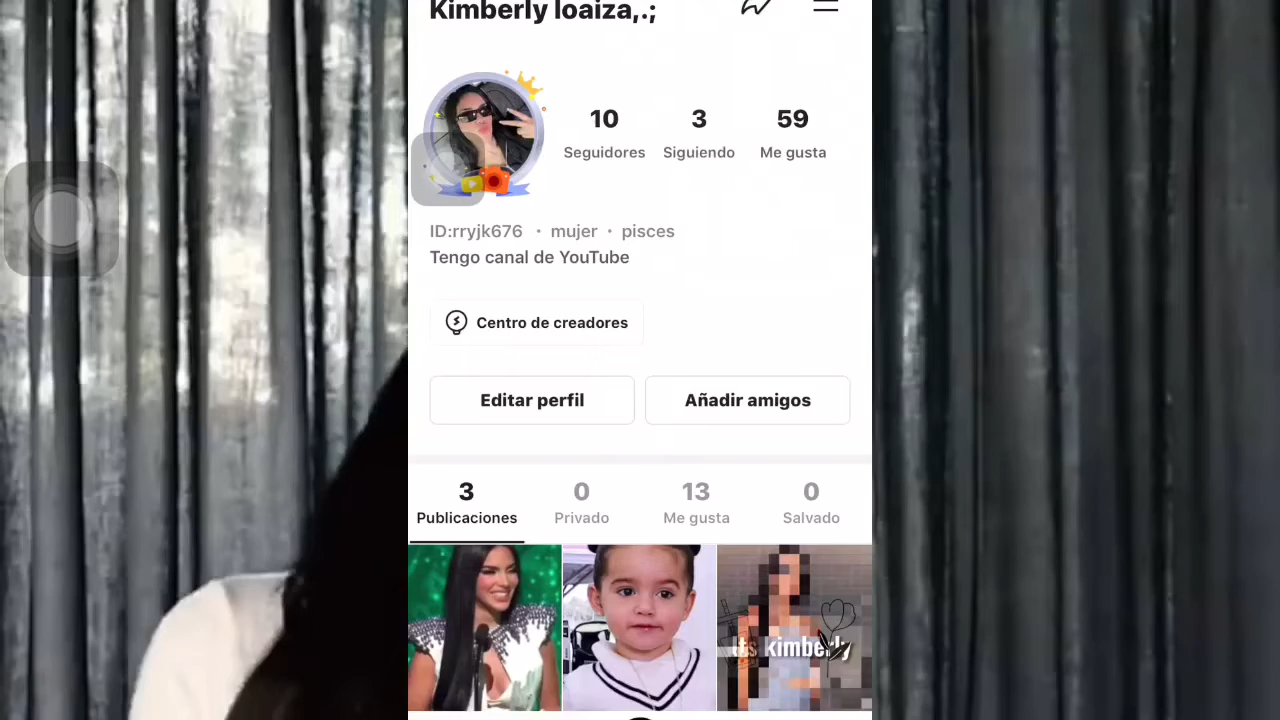 Kimberly loaiza,.;
10 3 59
Seguidores Siguiendo Me gusta
ID:rryjk676 · mujer · pisces
Tengo canal de YouTube
Centro de creadores
Editar perfil Añadir amigos
3 0 13 0
Publicaciones Privado Me gusta Salvado
its kimberly